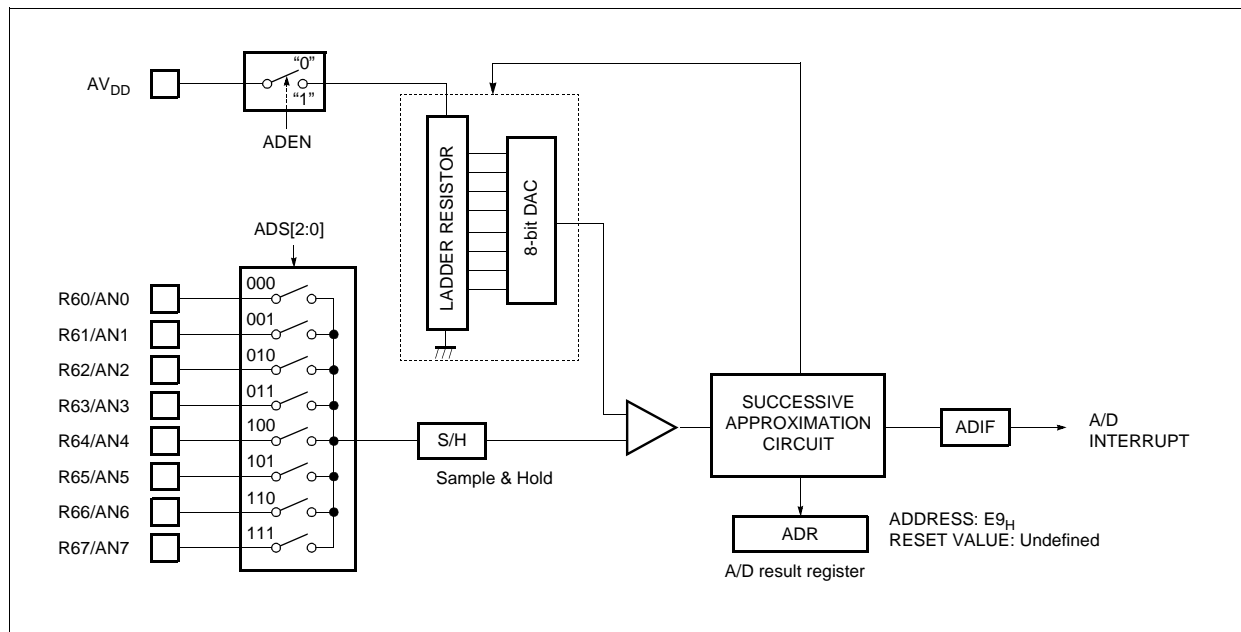 AVDD
“0”
“1”
ADEN
LADDER RESISTOR
8-bit DAC
ADS[2:0]
R60/AN0
000
R61/AN1
001
R62/AN2
010
R63/AN3
011
R64/AN4
100
R65/AN5
101
R66/AN6
110
R67/AN7
111
S/H
Sample & Hold
SUCCESSIVE
APPROXIMATION
CIRCUIT
ADIF
A/D
INTERRUPT
ADR
A/D result register
ADDRESS: E9H
RESET VALUE: Undefined